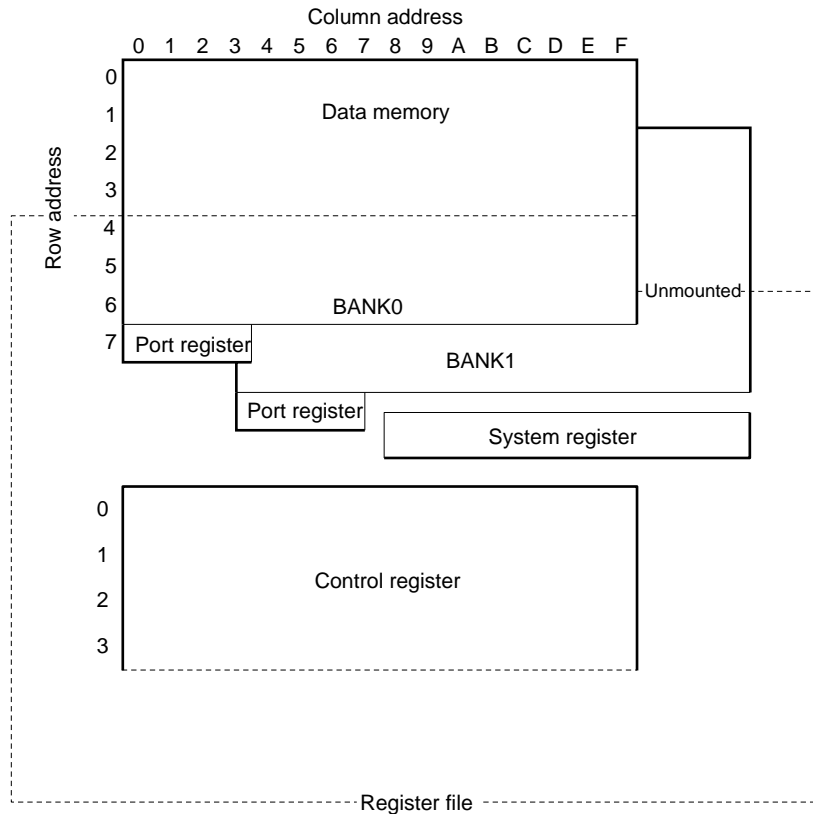 Column address
0 1 2 3 4 5 6 7 8 9 A B C D E F
Row address
0
1
2
3
4
5
6
7
Data memory
Unmounted
BANK0
Port register
BANK1
Port register
System register
0
1
2
3
Control register
Register file